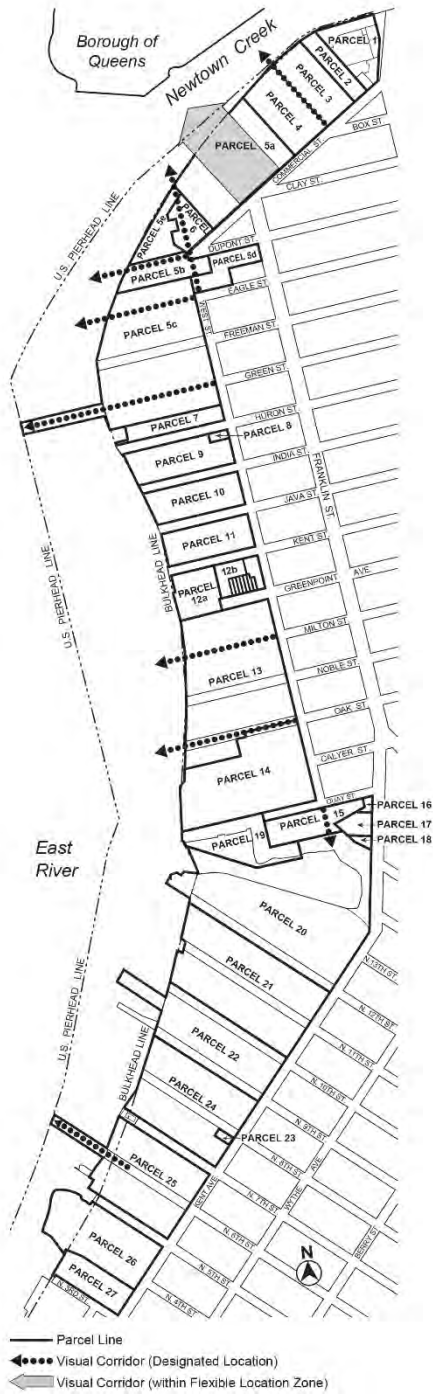 Borough of
Queens
Newtown Creek
PARCEL 1
PARCEL 2
PARCEL 3
PARCEL 4
BOX ST.
COMMERCIAL ST.
CLAY ST.
PARCEL 5a
U.S. PIERHEAD LINE
PARCEL 5e
PARCEL
6
DUPONT ST.
PARCEL 5d
PARCEL 5b
EAGLE ST.
WEST ST.
PARCEL 5c
FREEMAN ST.
GREEN ST.
PARCEL 7
HURON ST.
PARCEL 8
PARCEL 9
INDIA ST.
FRANKLIN ST
PARCEL 10
JAVA ST.
PARCEL 11
KENT ST.
BULKHEAD LINE
U.S PIERHEAD LINE
12b
PARCEL
12a
GREENPOINT AVE
MILTON ST.
PARCEL 13
NOBLE ST.
OAK ST
CALYER ST.
PARCEL 14
QUAY ST.
PARCEL 16
PARCEL 15
PARCEL 17
PARCEL 18
PARCEL 19
East
River
PARCEL 20
N.13TH ST.
PARCEL 21
N.12TH ST.
U.S PIERHEAD LINE
BULKHEAD LINE
N.11TH ST.
PARCEL 22
N.10TH ST.
PARCEL 24
N.9TH ST.
PARCEL 23
N.8TH ST.
PARCEL 25
WYTHE AVE
N.7TH ST.
KENT AVE
BERRY ST.
N.6TH ST.
PARCEL 26
N.5TH ST.
N
PARCEL 27
N.4TH ST.
N. 3RD ST.
Parcel Line
Visual Corridor (Designated Location)
Visual Corridor (within Flexible Location Zone)